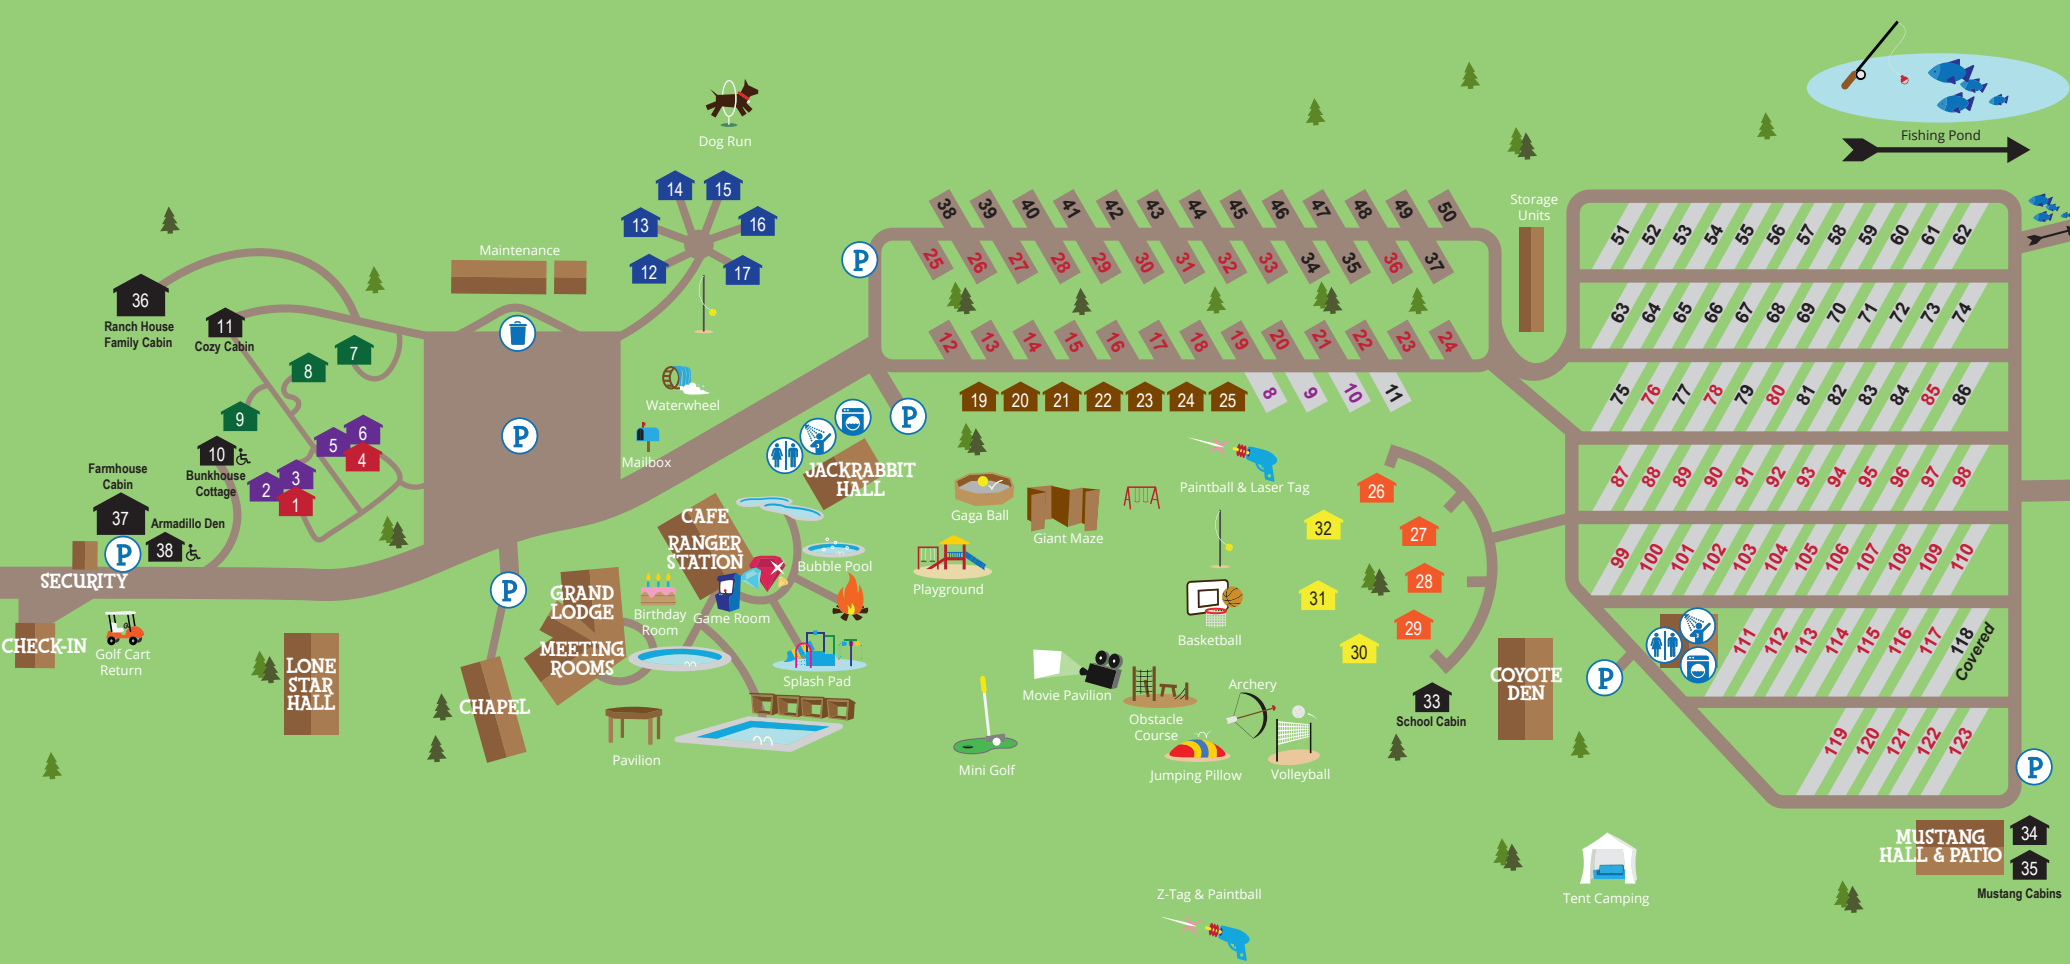 Fishing Pond
Dog Run
Maintenance
Storage
Units
14 15
13 16
12 17
P
38 39 40 41 42 43 44 45 46 47 48 49 50
25 26 27 28 29 30 31 32 33 34 35 36 37
12 13 14 15 16 17 18 19 20 21 22 23 24
19 20 21 22 23 24 25
8 9 10 11
51 52 53 54 55 56 57 58 59 60 61 62
63 64 65 66 67 68 69 70 71 72 73 74
75 76 77 78 79 80 81 82 83 84 85 86
87 88 89 90 91 92 93 94 95 96 97 98
99 100 101 102 103 104 105 106 107 108 109 110
111 112 113 114 115 116 117 118
Covered
119 120 121 122 123
36
Ranch House
Family Cabin
11
Cozy Cabin
7
8
9
10
Bunkhouse
Cottage
6
5
4
3
2
1
Farmhouse
Cabin
37
Armadillo Den
38
P
SECURITY
CHECK-IN
Golf Cart
Return
LONE
STAR
HALL
P
P
Waterwheel
Mailbox
P
JACKRABBIT
HALL
CAFE
RANGER
STATION
GRAND
LODGE
MEETING
ROOMS
CHAPEL
Birthday
Room
Game Room
Bubble Pool
Splash Pad
Pavilion
Gaga Ball
Giant Maze
Playground
Paintball & Laser Tag
Basketball
Movie Pavilion
Obstacle
Course
Archery
Jumping Pillow
Volleyball
Mini Golf
26
27
28
29
30
31
32
33
School Cabin
COYOTE
DEN
P
P
MUSTANG
HALL & PATIO
34
35
Mustang Cabins
Tent Camping
Z-Tag & Paintball